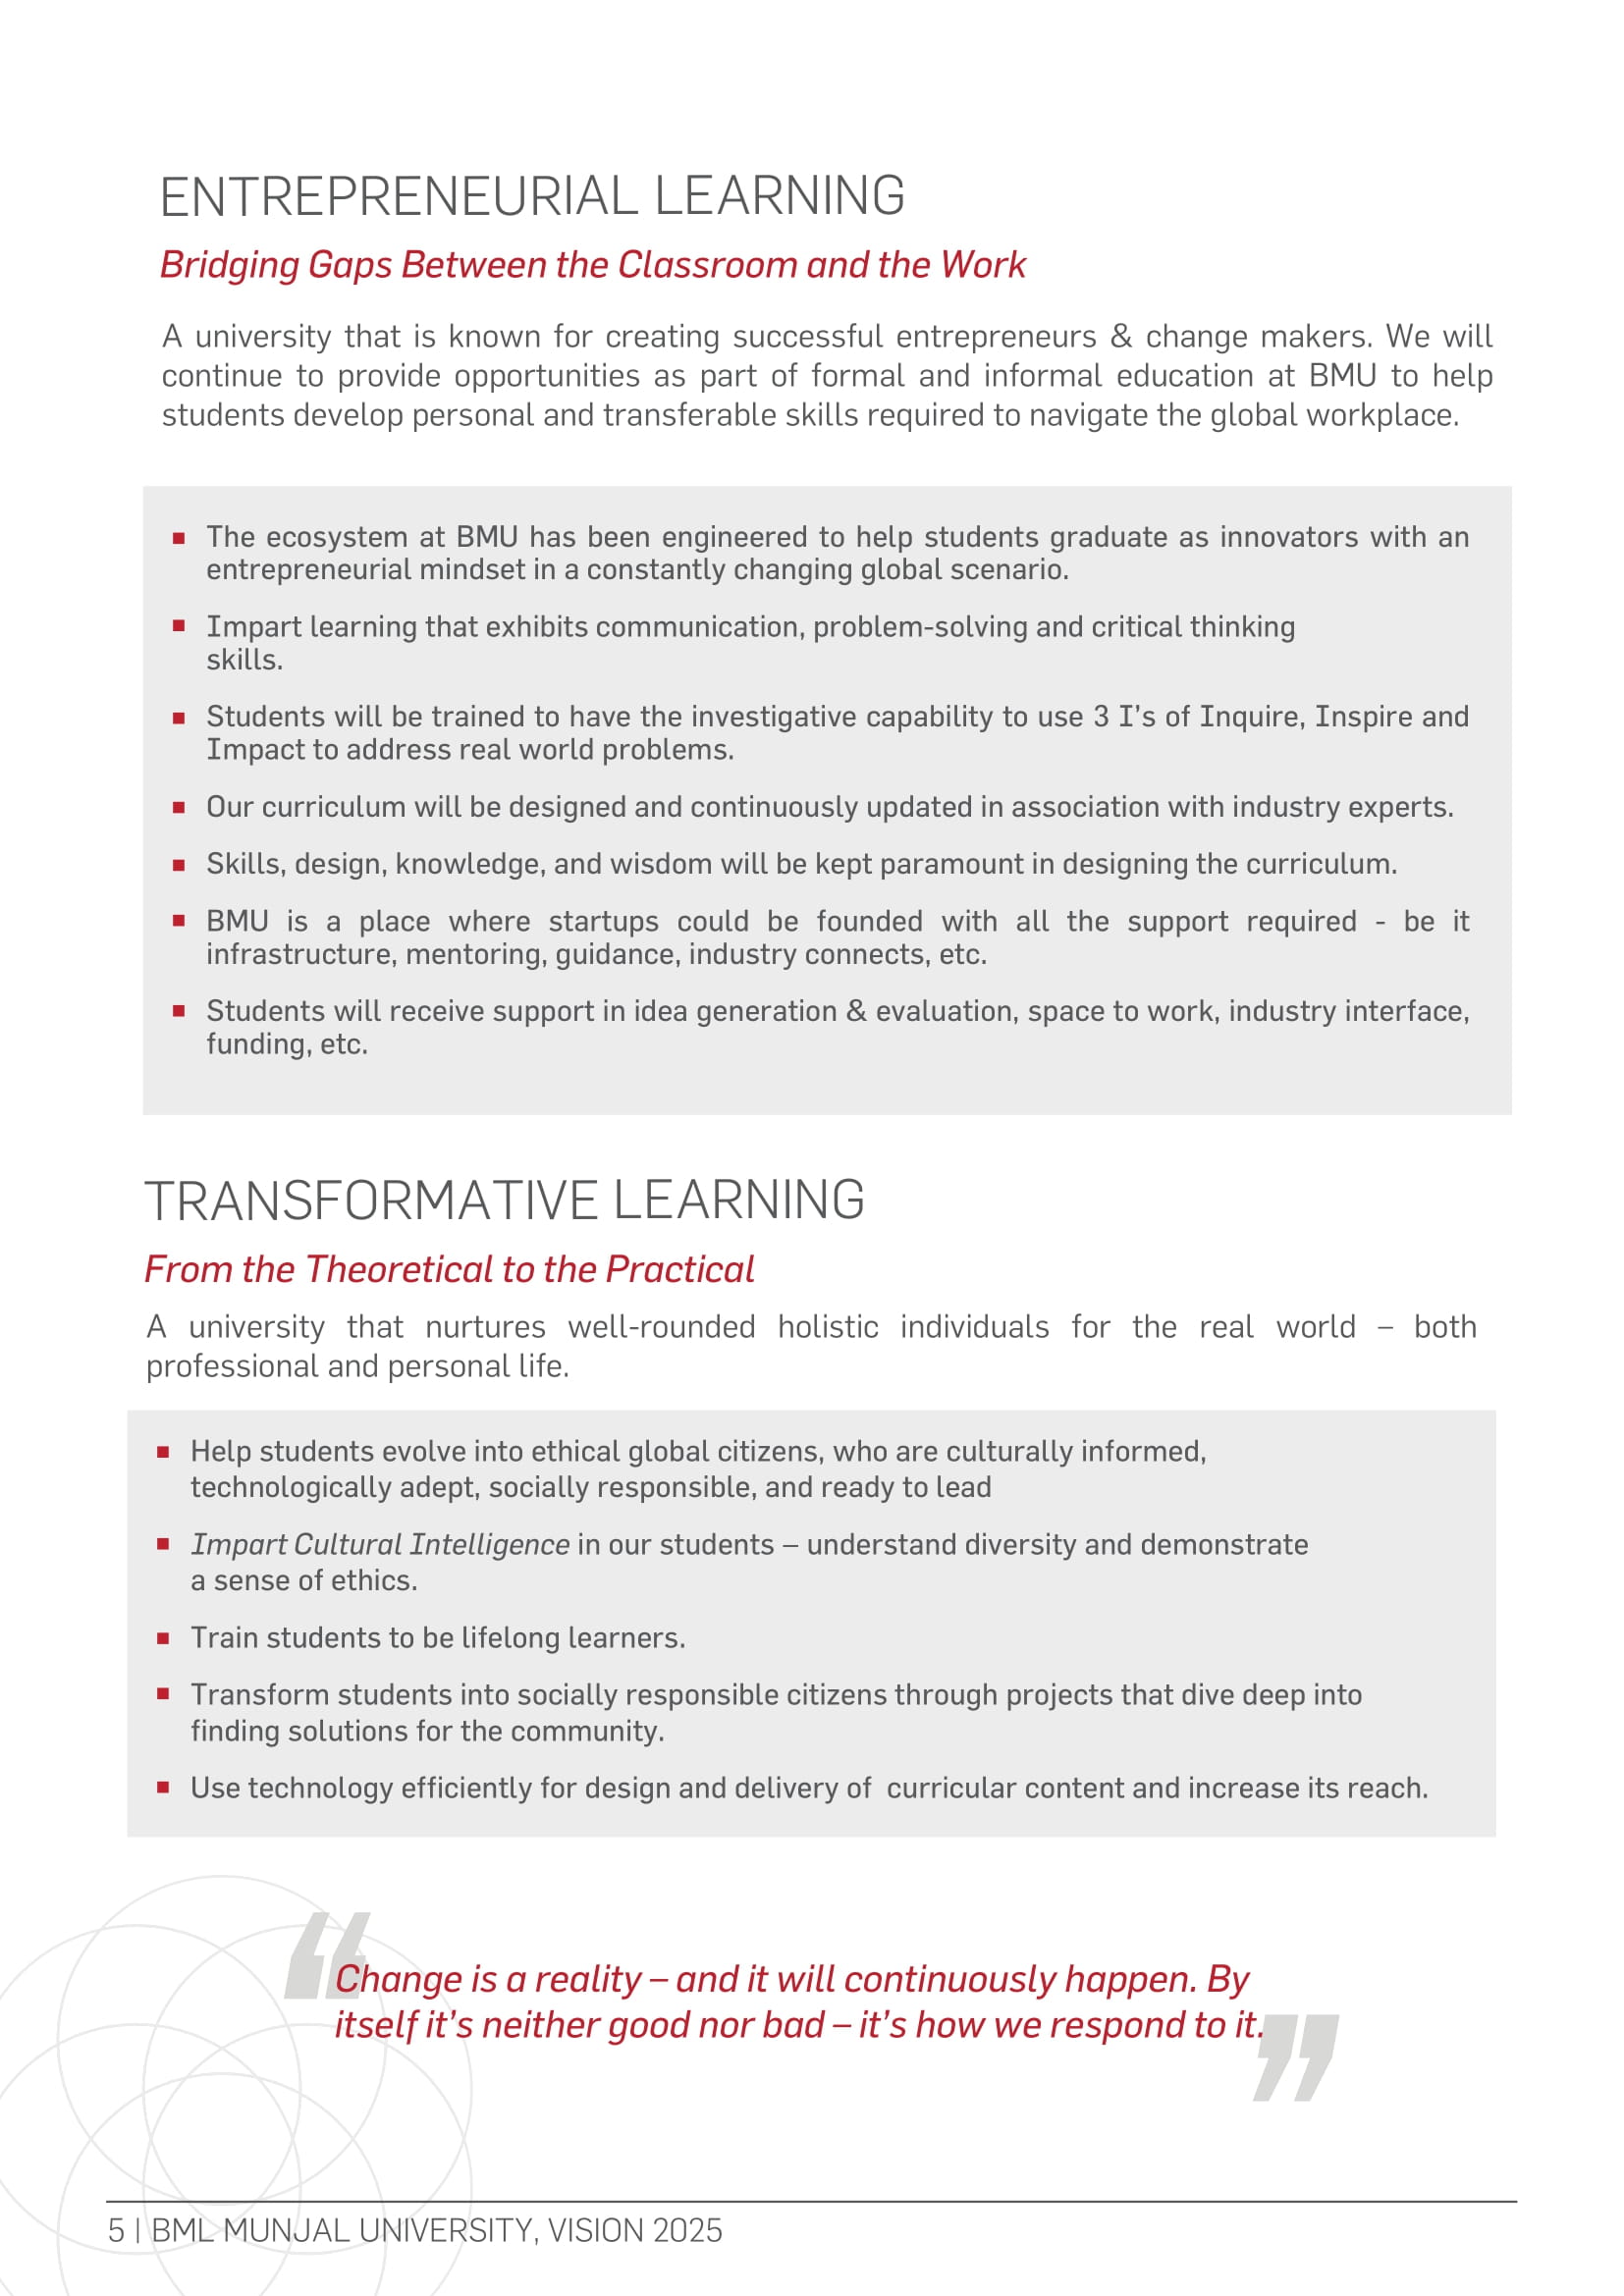 ENTREPRENEURIAL LEARNING
Bridging Gaps Between the Classroom and the Work
A university that is known for creating successful entrepreneurs & change makers. We will
continue to provide opportunities as part of formal and informal education at BMU to help
students develop personal and transferable skills required to navigate the global workplace.
The ecosystem at BMU has been engineered to help students graduate as innovators with an
entrepreneurial mindset in a constantly changing global scenario.
Impart learning that exhibits communication, problem-solving and critical thinking
skills.
Students will be trained to have the investigative capability to use 3 I's of Inquire, Inspire and
Impact to address real world problems.
Our curriculum will be designed and continuously updated in association with industry experts.
Skills, design, knowledge, and wisdom will be kept paramount in designing the curriculum.
BMU is a place where startups could be founded with all the support required - be it
infrastructure, mentoring, guidance, industry connects, etc.
Students will receive support in idea generation & evaluation, space to work, industry interface,
funding, etc.
TRANSFORMATIVE LEARNING
From the Theoretical to the Practical
A university that nurtures well-rounded holistic individuals for the real world – both
professional and personal life.
Help students evolve into ethical global citizens, who are culturally informed,
technologically adept, socially responsible, and ready to lead
Impart Cultural Intelligence in our students – understand diversity and demonstrate
a sense of ethics.
Train students to be lifelong learners.
Transform students into socially responsible citizens through projects that dive deep into
finding solutions for the community.
Use technology efficiently for design and delivery of  curricular content and increase its reach.
“Change is a reality – and it will continuously happen. By
itself it's neither good nor bad – it's how we respond to it.”
5 | BML MUNJAL UNIVERSITY, VISION 2025